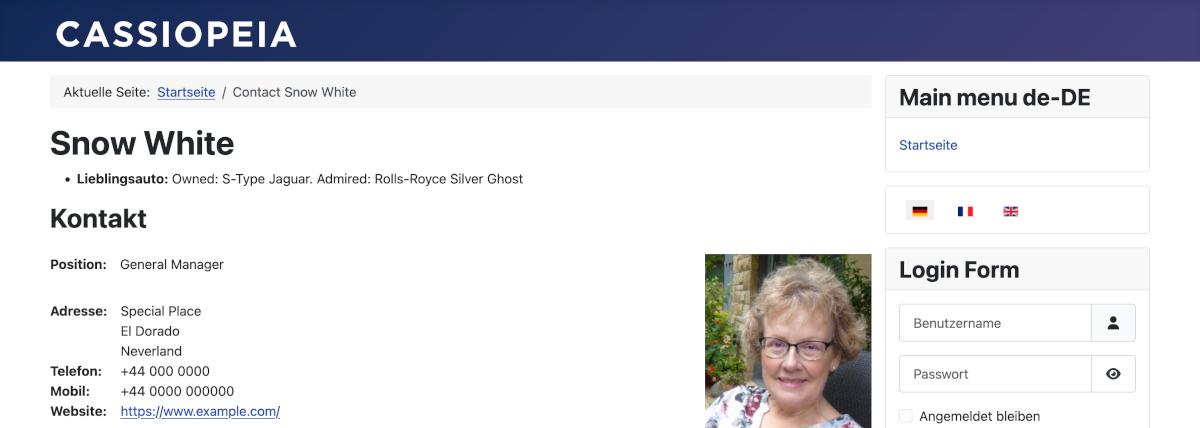 CASSIOPEIA
Aktuelle Seite: Startseite / Contact Snow White
Snow White
• Lieblingsauto: Owned: S-Type Jaguar. Admired: Rolls-Royce Silver Ghost
Kontakt
Position: General Manager
Adresse: Special Place
El Dorado
Neverland
Telefon: +44 000 0000
Mobil: +44 0000 000000
Website: https://www.example.com/
Main menu de-DE
Startseite
Login Form
Benutzername
Passwort
Angemeldet bleiben